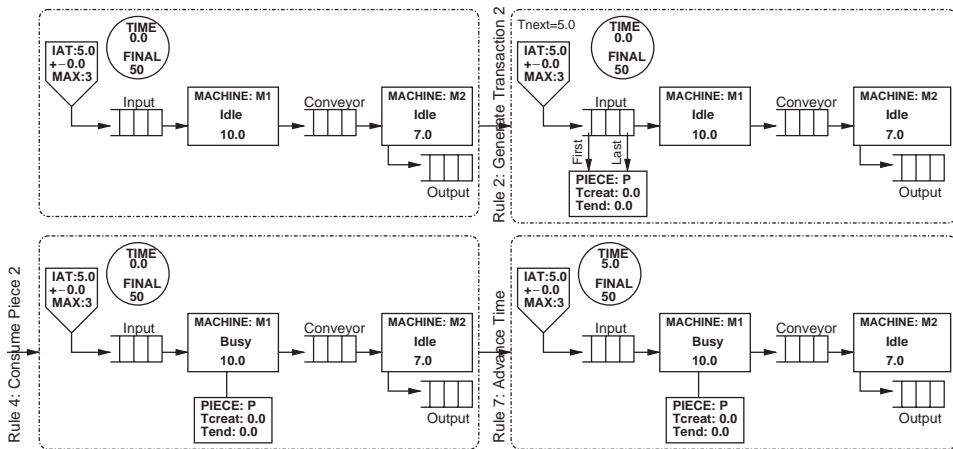 TIME
0.0
FINAL
50
IAT:5.0
+−0.0
MAX:3
Input
MACHINE: M1
Idle
10.0
Conveyor
MACHINE: M2
Idle
7.0
Output
Rule 2: Generate Transaction 2
Tnext=5.0
TIME
0.0
FINAL
50
IAT:5.0
+−0.0
MAX:3
Input
MACHINE: M1
Idle
10.0
Conveyor
MACHINE: M2
Idle
7.0
First
Last
PIECE: P
Tcreat: 0.0
Tend: 0.0
Output
Rule 4: Consume Piece 2
TIME
0.0
FINAL
50
IAT:5.0
+−0.0
MAX:3
Input
MACHINE: M1
Busy
10.0
Conveyor
MACHINE: M2
Idle
7.0
PIECE: P
Tcreat: 0.0
Tend: 0.0
Output
Rule 7: Advance Time
TIME
5.0
FINAL
50
IAT:5.0
+−0.0
MAX:3
Input
MACHINE: M1
Busy
10.0
Conveyor
MACHINE: M2
Idle
7.0
PIECE: P
Tcreat: 0.0
Tend: 0.0
Output